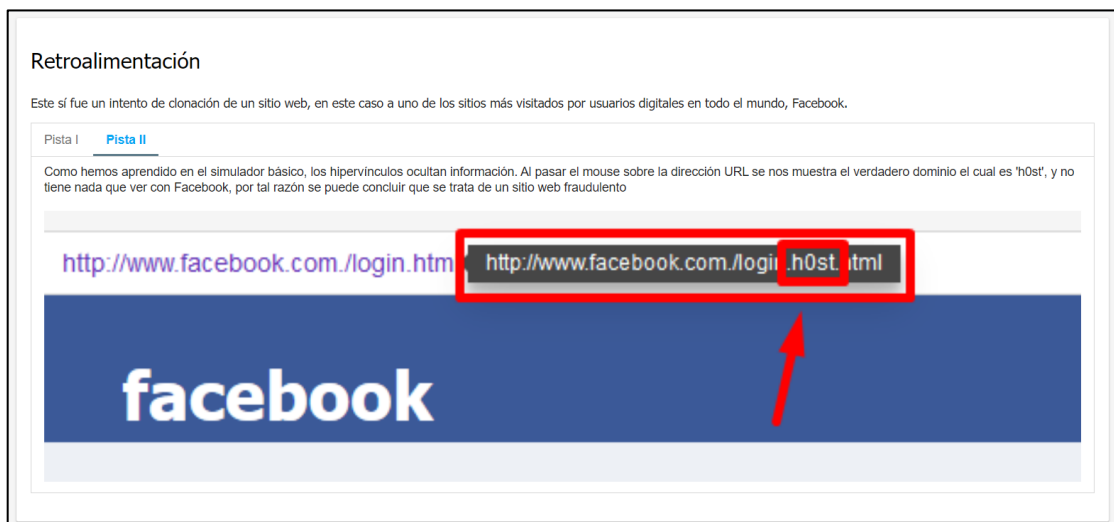 Retroalimentación
Este sí fue un intento de clonación de un sitio web, en este caso a uno de los sitios más visitados por usuarios digitales en todo el mundo, Facebook.
Pista I Pista II
Como hemos aprendido en el simulador básico, los hipervínculos ocultan información. Al pasar el mouse sobre la dirección URL se nos muestra el verdadero dominio el cual es 'h0st', y no
tiene nada que ver con Facebook, por tal razón se puede concluir que se trata de un sitio web fraudulento
http://www.facebook.com./login.htm http://www.facebook.com./login.h0st.html
facebook